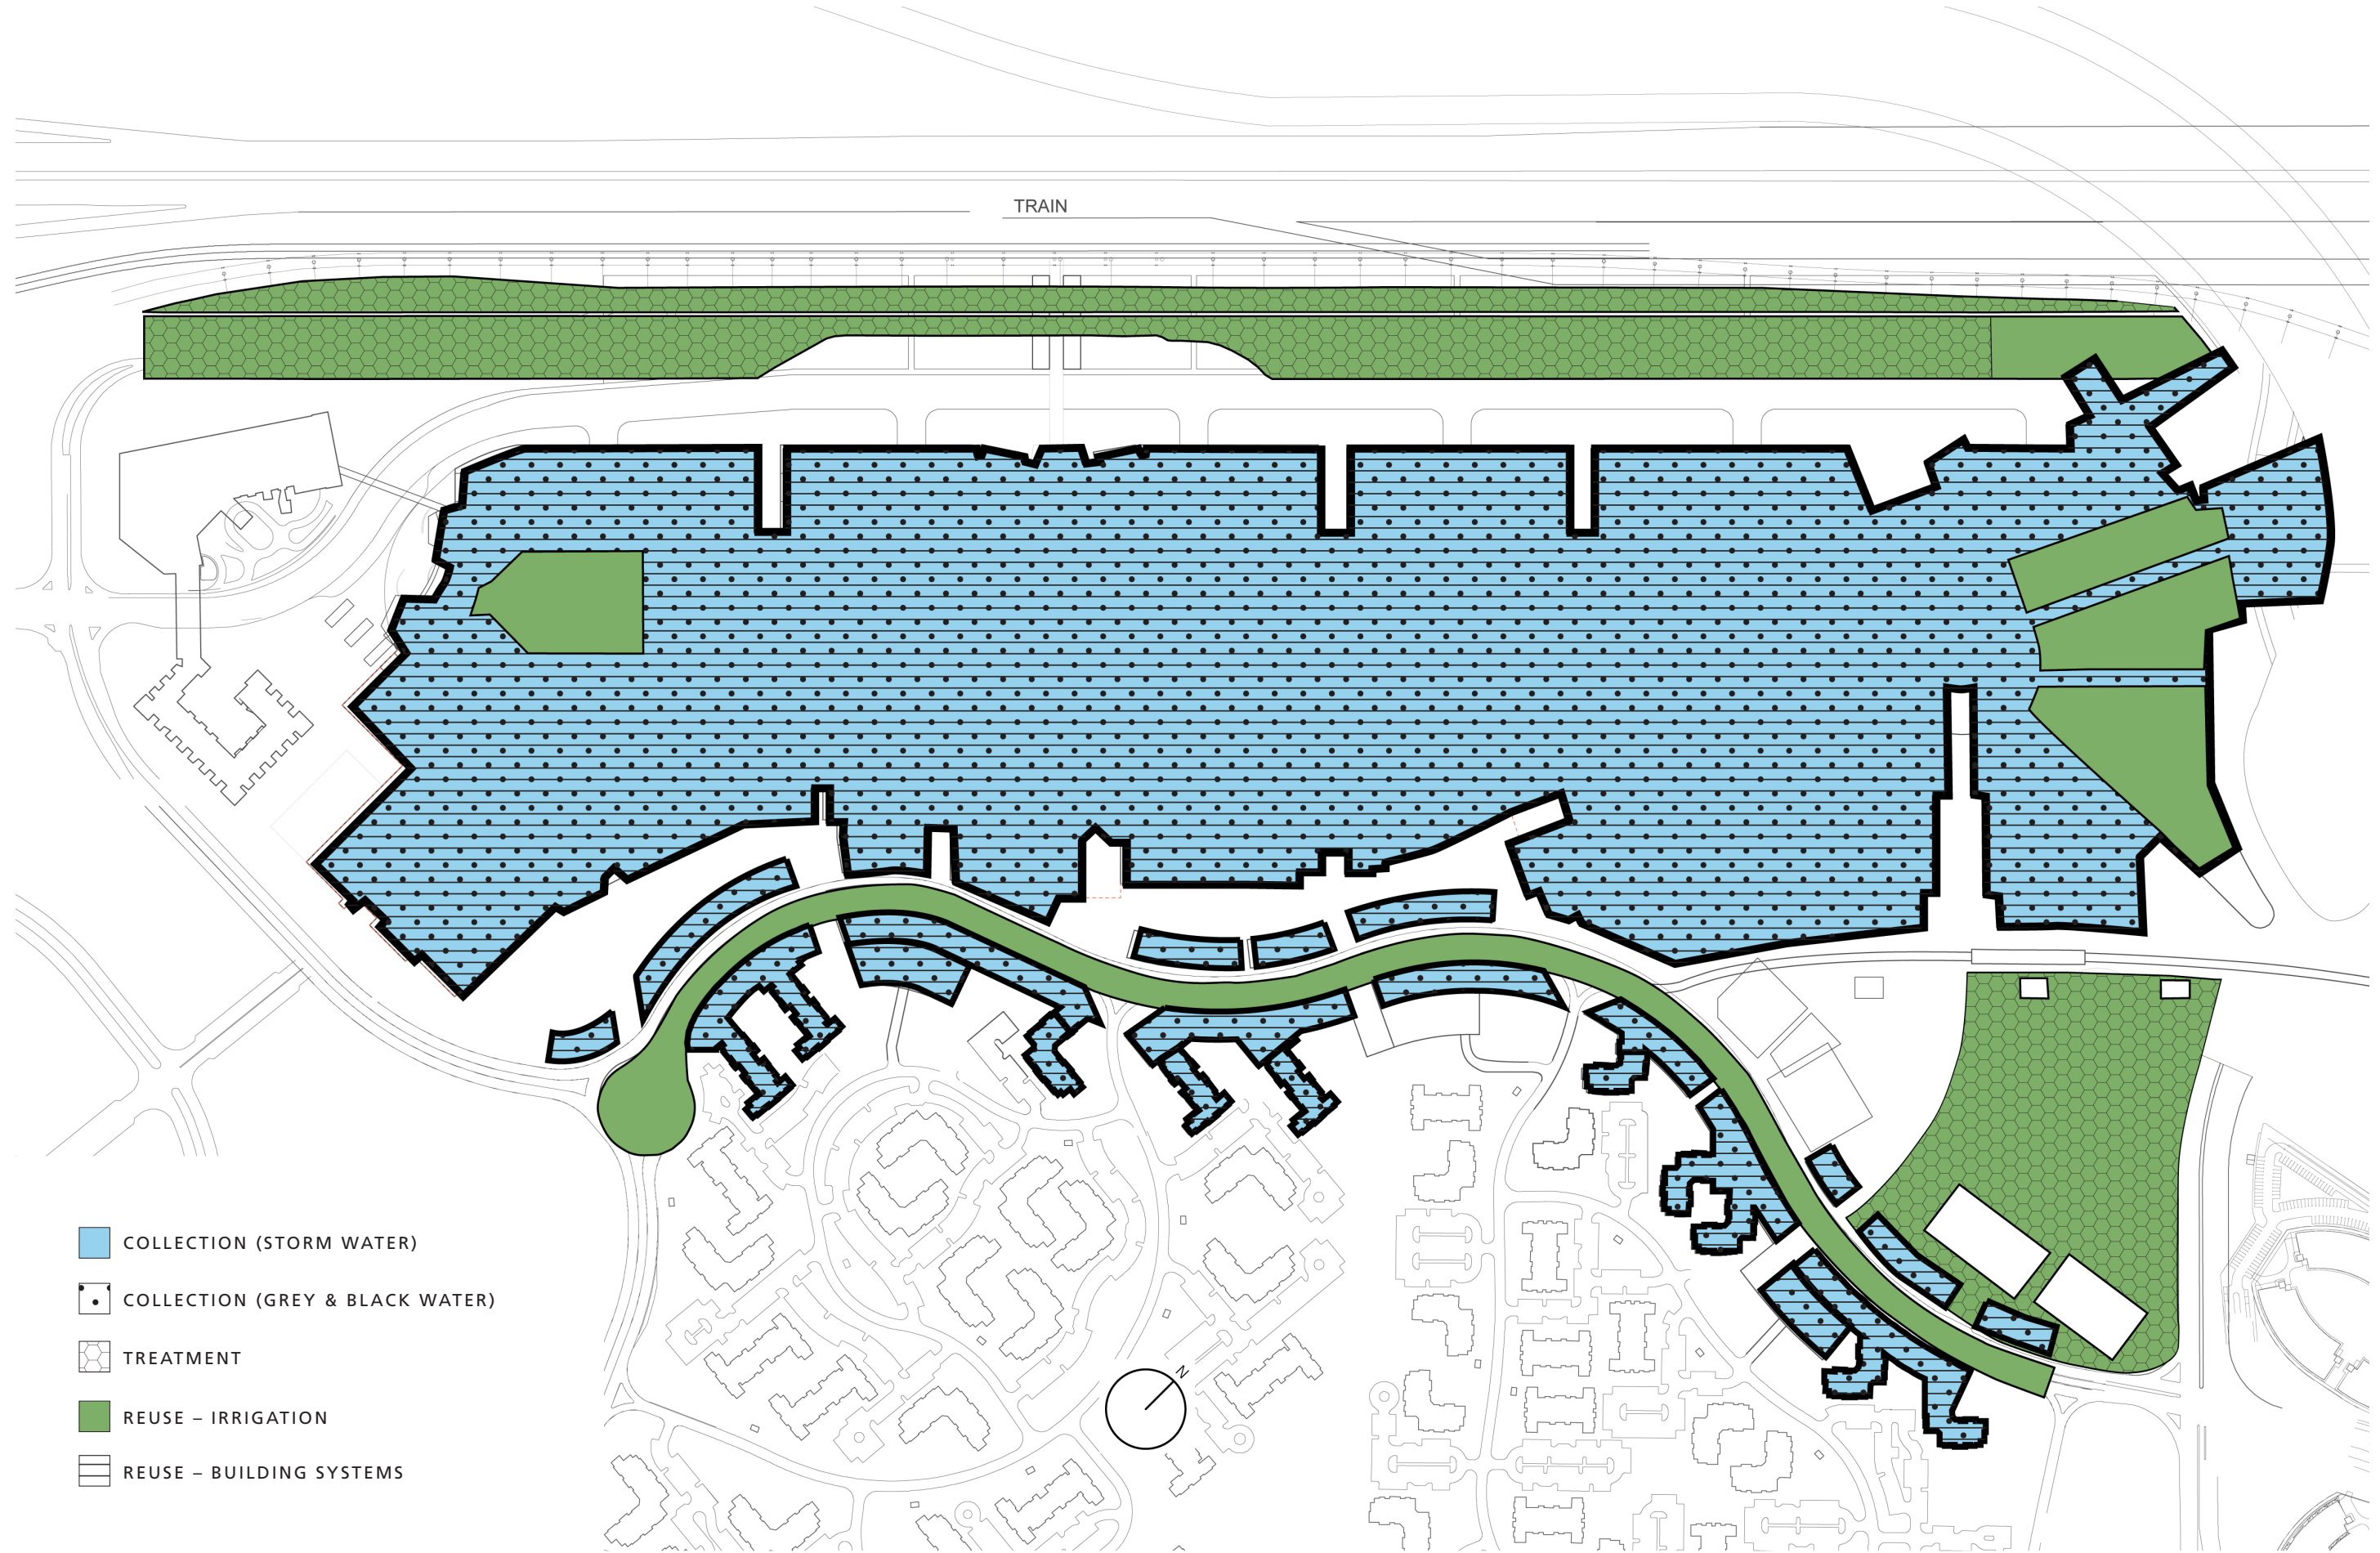 TRAIN
COLLECTION (STORM WATER)
COLLECTION (GREY & BLACK WATER)
TREATMENT
REUSE – IRRIGATION
REUSE – BUILDING SYSTEMS
N